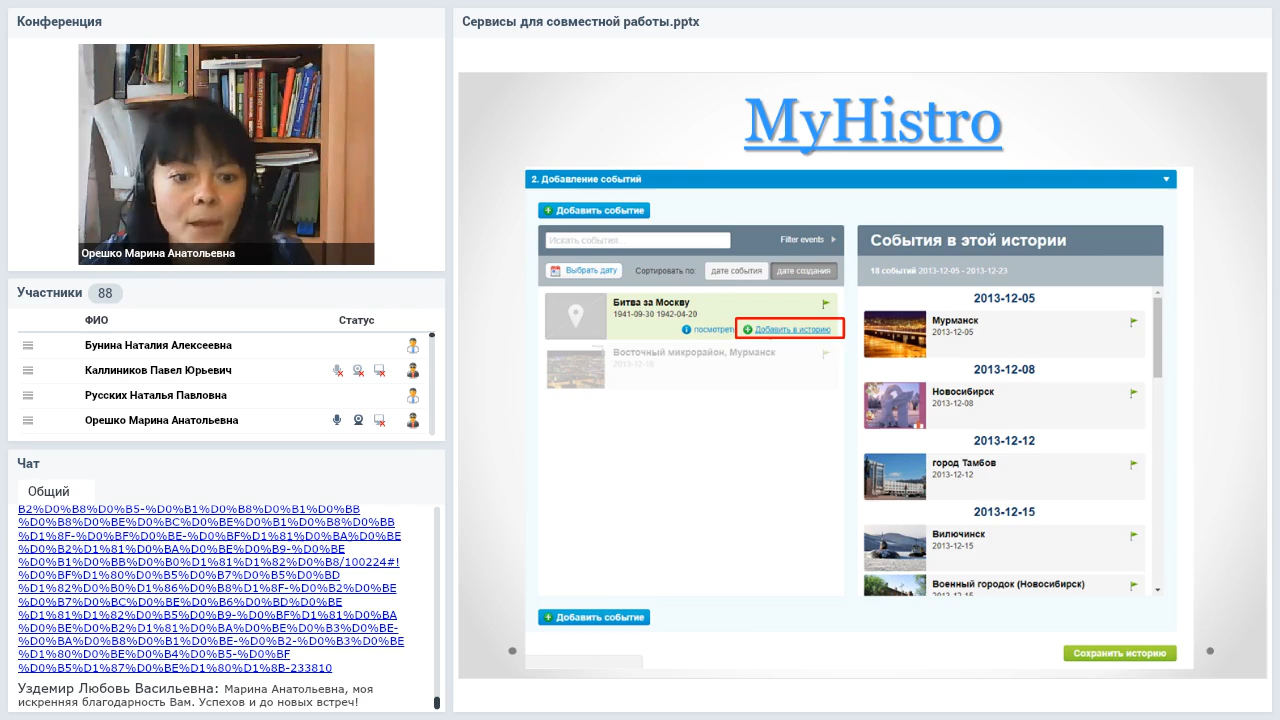 Конференция
Орешко Марина Анатольевна
Участники 88
ФИО Статус
Бунина Наталия Алексеевна
Каллиников Павел Юрьевич
Русских Наталья Павловна
Орешко Марина Анатольевна
Чат
Общий
B2%D0%B8%D0%B5-%D0%B1%D0%B8%D0%B1%D0%BB
%D0%B8%D0%BE%D0%BC%D0%BE%D0%B1%D0%B8%D0%BB
%D1%8F-%D0%BF%D0%BE-%D0%BF%D1%81%D0%BA%D0%BE
%D0%B2%D1%81%D0%BA%D0%BE%D0%B9-%D0%BE
%D0%B1%D0%BB%D0%B0%D1%81%D1%82%D0%B8/100224#!
%D0%BF%D1%80%D0%B5%D0%B7%D0%B5%D0%BD
%D1%82%D0%B0%D1%86%D0%B8%D1%8F-%D0%B2%D0%BE
%D0%B7%D0%BC%D0%BE%D0%B6%D0%BD%D0%BE
%D1%81%D1%82%D0%B5%D0%B9-%D0%BF%D1%81%D0%BA
%D0%BE%D0%B2%D1%81%D0%BA%D0%BE%D0%B3%D0%BE-
%D0%BA%D0%B8%D0%B1%D0%BE-%D0%B2-%D0%B3%D0%BE
%D1%80%D0%BE%D0%B4%D0%B5-%D0%BF
%D0%B5%D1%87%D0%BE%D1%80%D1%8B-233810
Уздемир Любовь Васильевна: Марина Анатольевна, моя
искренняя благодарность Вам. Успехов и до новых встреч!
Сервисы для совместной работы.pptx
MyHistro
2. Добавление событий
Добавить событие
Искать события...
Filter events
Выбрать дату Сортировать по: дате события дате создания
Битва за Москву
1941-09-30 1942-04-20
посмотреть Добавить в историю
Восточный микрорайон, Мурманск
2013-12-18
События в этой истории
18 событий 2013-12-05 - 2013-12-23
2013-12-05
Мурманск
2013-12-05
2013-12-08
Новосибирск
2013-12-08
2013-12-12
город Тамбов
2013-12-12
2013-12-15
Вилючинск
2013-12-15
Военный городок (Новосибирск)
2013-12-15
Добавить событие
Сохранить историю